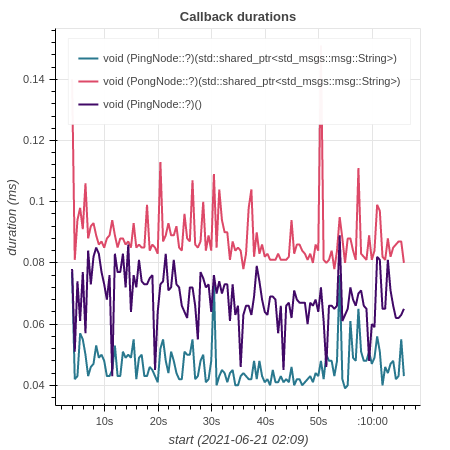 Callback durations
void (PingNode::?)(std::shared_ptr<std_msgs::msg::String>)
void (PongNode::?)(std::shared_ptr<std_msgs::msg::String>)
void (PingNode::?)()
duration (ms)
0.14
0.12
0.1
0.08
0.06
0.04
10s 20s 30s 40s 50s :10:00
start (2021-06-21 02:09)